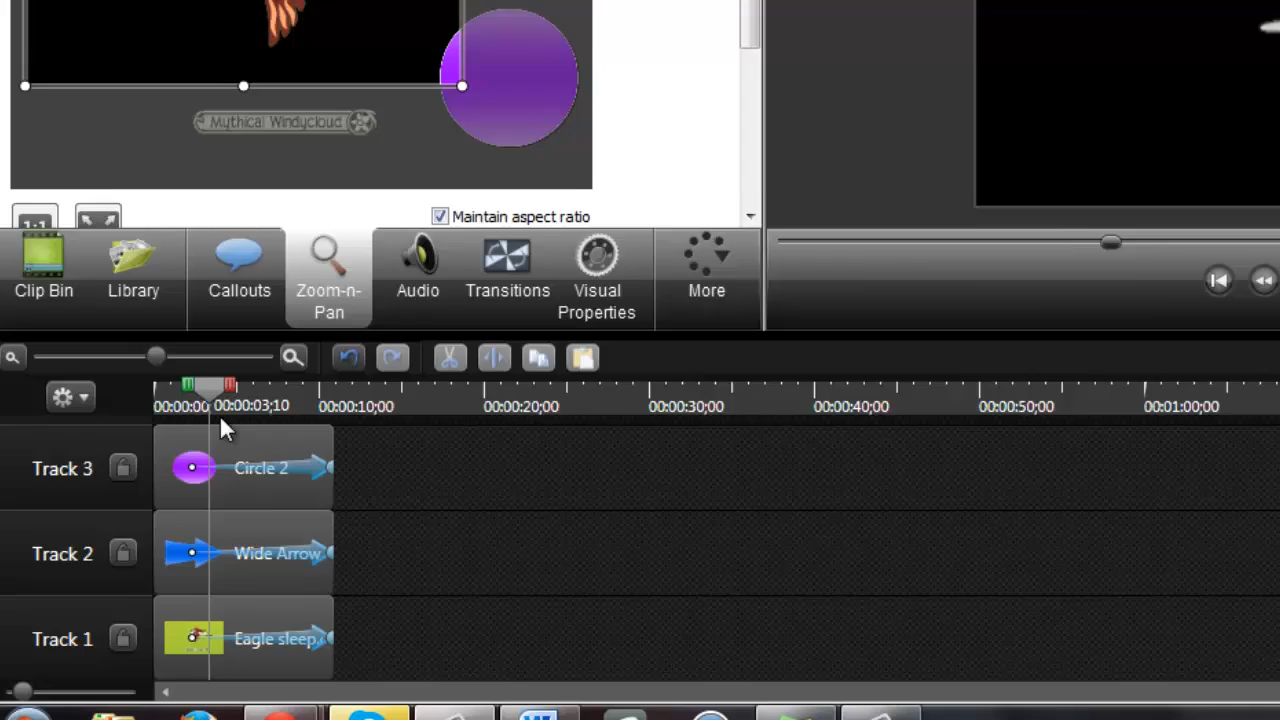 Mythical Windycloud
1:1
Maintain aspect ratio
Clip Bin
Library
Callouts
Zoom-n-
Pan
Audio
Transitions
Visual
Properties
More
00:00:00
00:00:03;10
00:00:10;00
00:00:20;00
00:00:30;00
00:00:40;00
00:00:50;00
00:01:00;00
Track 3
Circle 2
Track 2
Wide Arrow
Track 1
Eagle sleep,